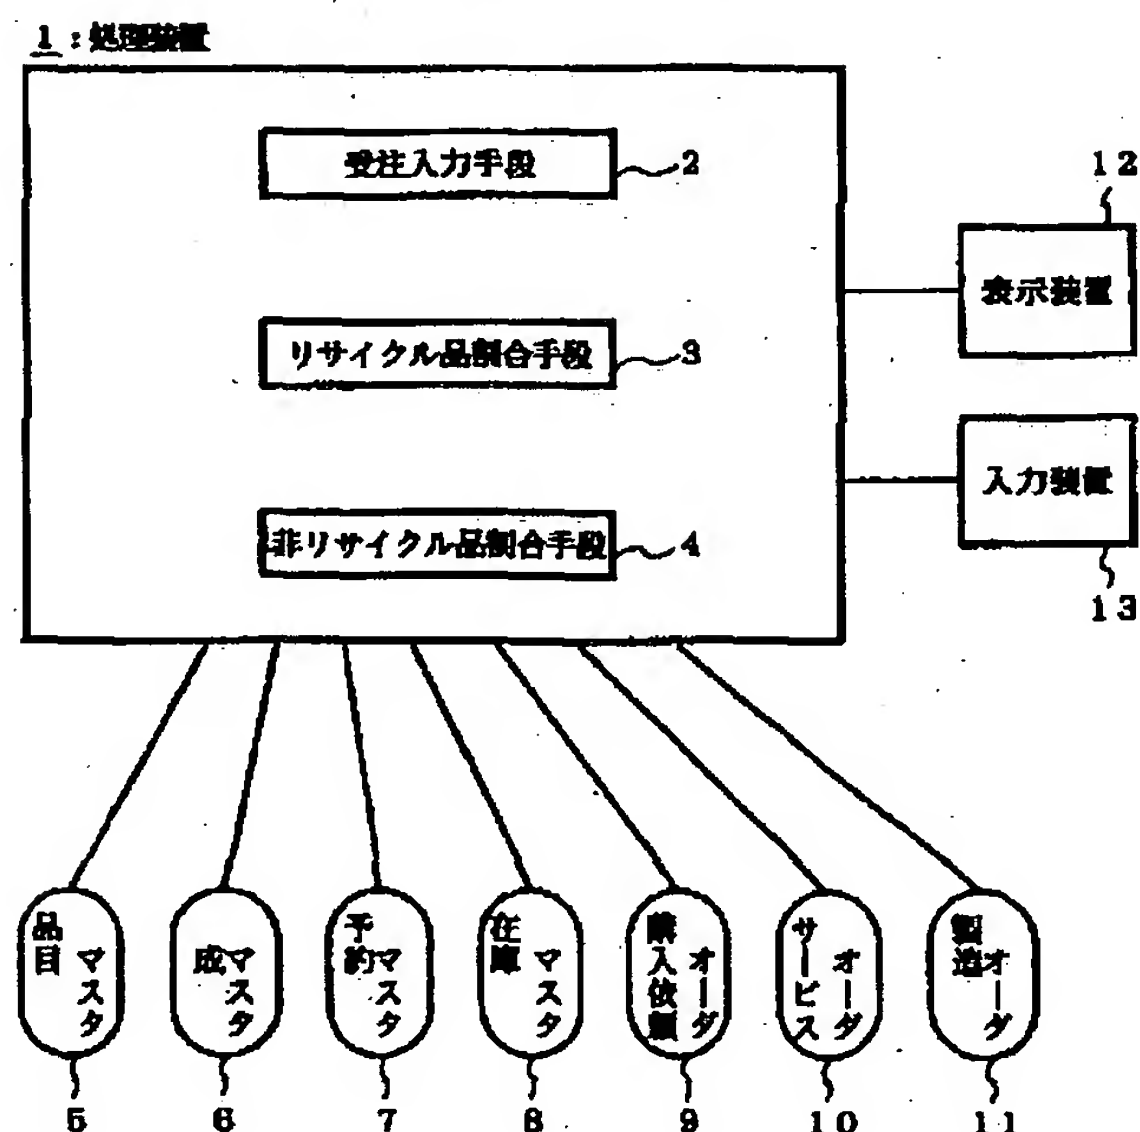 1：処理装置
受注入力手段
2
リサイクル品割合手段
3
非リサイクル品割合手段
4
12
表示装置
入力装置
13
品目マスタ
成マスタ
予約マスタ
在庫マスタ
購入依頼オーダ
サービスオーダ
製造オーダ
5
6
7
8
9
10
11